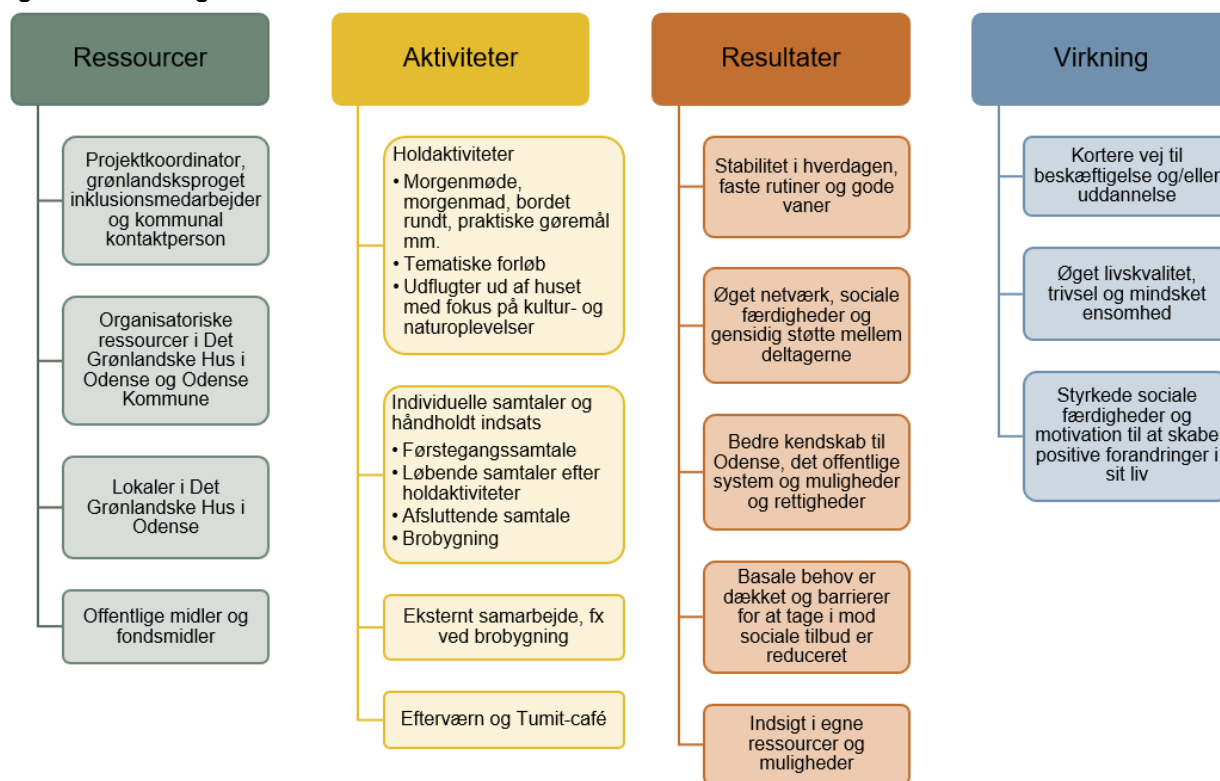 Ressourcer
Projektkoordinator,
grønlandsksproget
inklusionsmedarbejder
og kommunal
kontaktperson
Organisatoriske
ressourcer i Det
Grønlandske Hus i
Odense og Odense
Kommune
Lokaler i Det
Grønlandske Hus i
Odense
Offentlige midler og
fondsmidler
Aktiviteter
Holdaktiviteter
• Morgenmøde,
morgenmad, bordet
rundt, praktiske gøremål
mm.
• Tematiske forløb
• Udflugter ud af huset
med fokus på kultur- og
naturoplevelser
Individuelle samtaler og
håndholdt indsats
• Førstegangssamtale
• Løbende samtaler efter
holdaktiviteter
• Afsluttende samtale
• Brobygning
Eksternt samarbejde, fx
ved brobygning
Efterværn og Tumit-café
Resultater
Stabilitet i hverdagen,
faste rutiner og gode
vaner
Øget netværk, sociale
færdigheder og
gensidig støtte mellem
deltagerne
Bedre kendskab til
Odense, det offentlige
system og muligheder
og rettigheder
Basale behov er
dækket og barrierer
for at tage i mod
sociale tilbud er
reduceret
Indsigt i egne
ressourcer og
muligheder
Virkning
Kortere vej til
beskæftigelse og/eller
uddannelse
Øget livskvalitet,
trivsel og mindsket
ensomhed
Styrkede sociale
færdigheder og
motivation til at skabe
positive forandringer i
sit liv